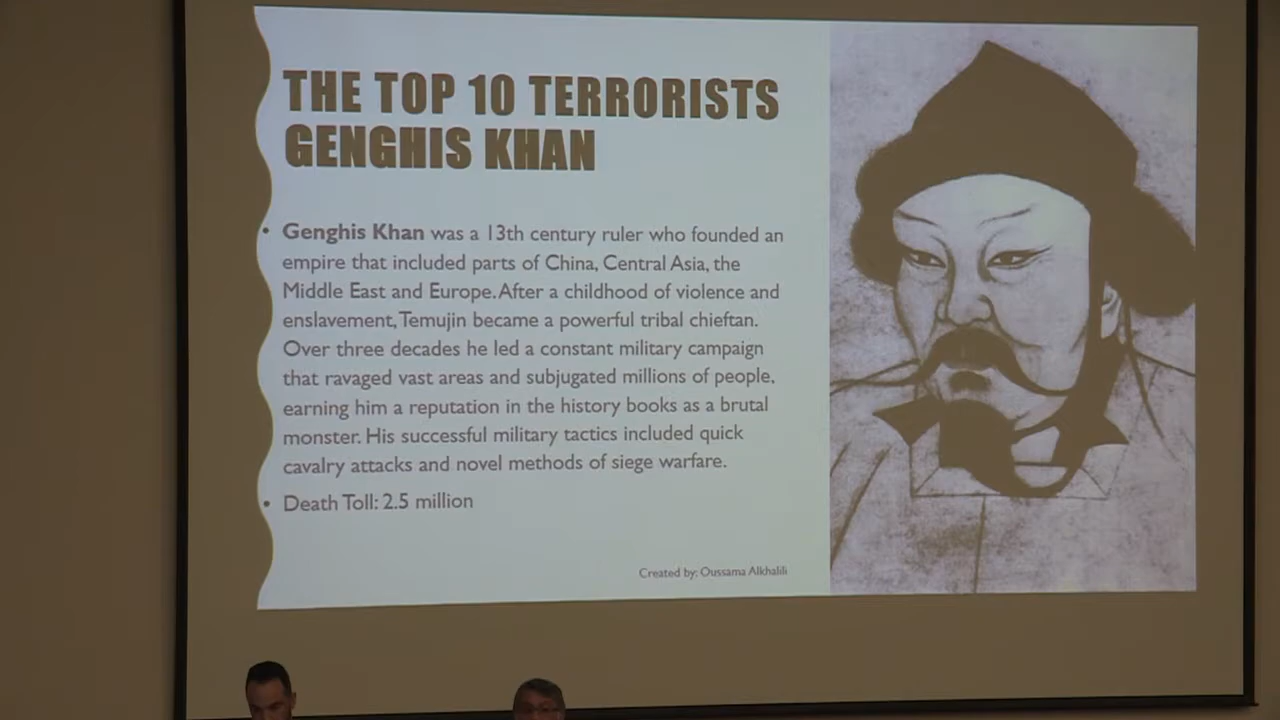 THE TOP 10 TERRORISTS
GENGHIS KHAN
• Genghis Khan was a 13th century ruler who founded an
empire that included parts of China, Central Asia, the
Middle East and Europe. After a childhood of violence and
enslavement, Temujin became a powerful tribal chieftan.
Over three decades he led a constant military campaign
that ravaged vast areas and subjugated millions of people,
earning him a reputation in the history books as a brutal
monster. His successful military tactics included quick
cavalry attacks and novel methods of siege warfare.
• Death Toll: 2.5 million
Created by: Oussama Alkhalili